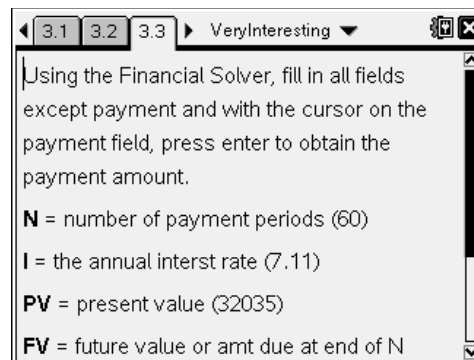 3.1 3.2 3.3 VeryInteresting
Using the Financial Solver, fill in all fields
except payment and with the cursor on the
payment field, press enter to obtain the
payment amount.
N = number of payment periods (60)
I = the annual interst rate (7.11)
PV = present value (32035)
FV = future value or amt due at end of N